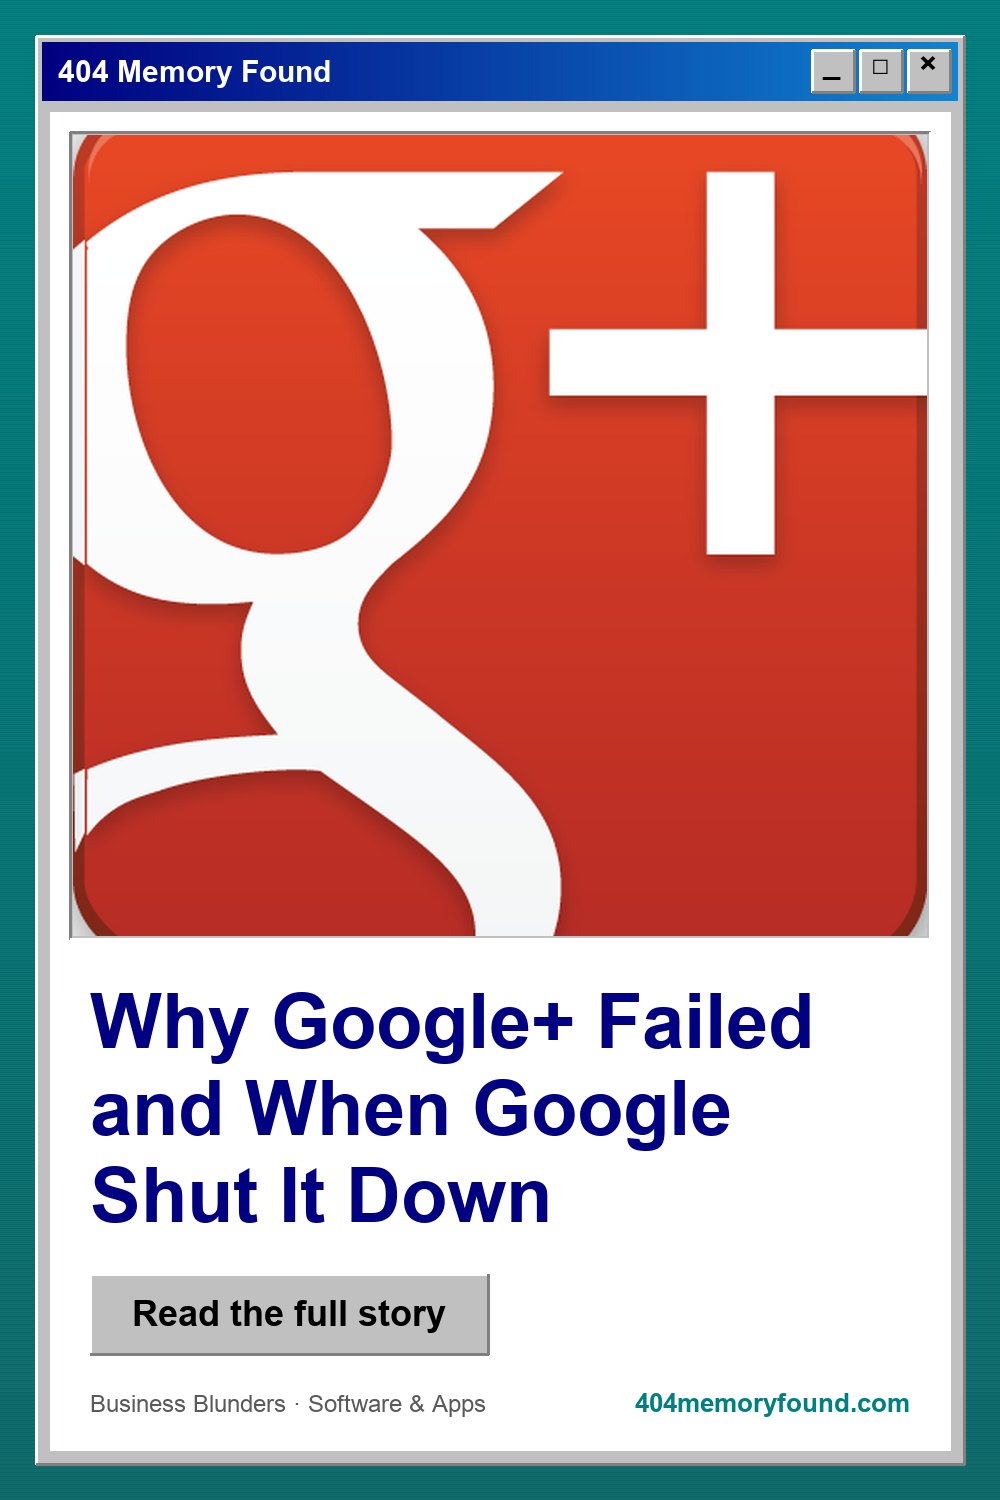 404 Memory Found
g+
Why Google+ Failed
and When Google
Shut It Down
Read the full story
Business Blunders · Software & Apps
404memoryfound.com